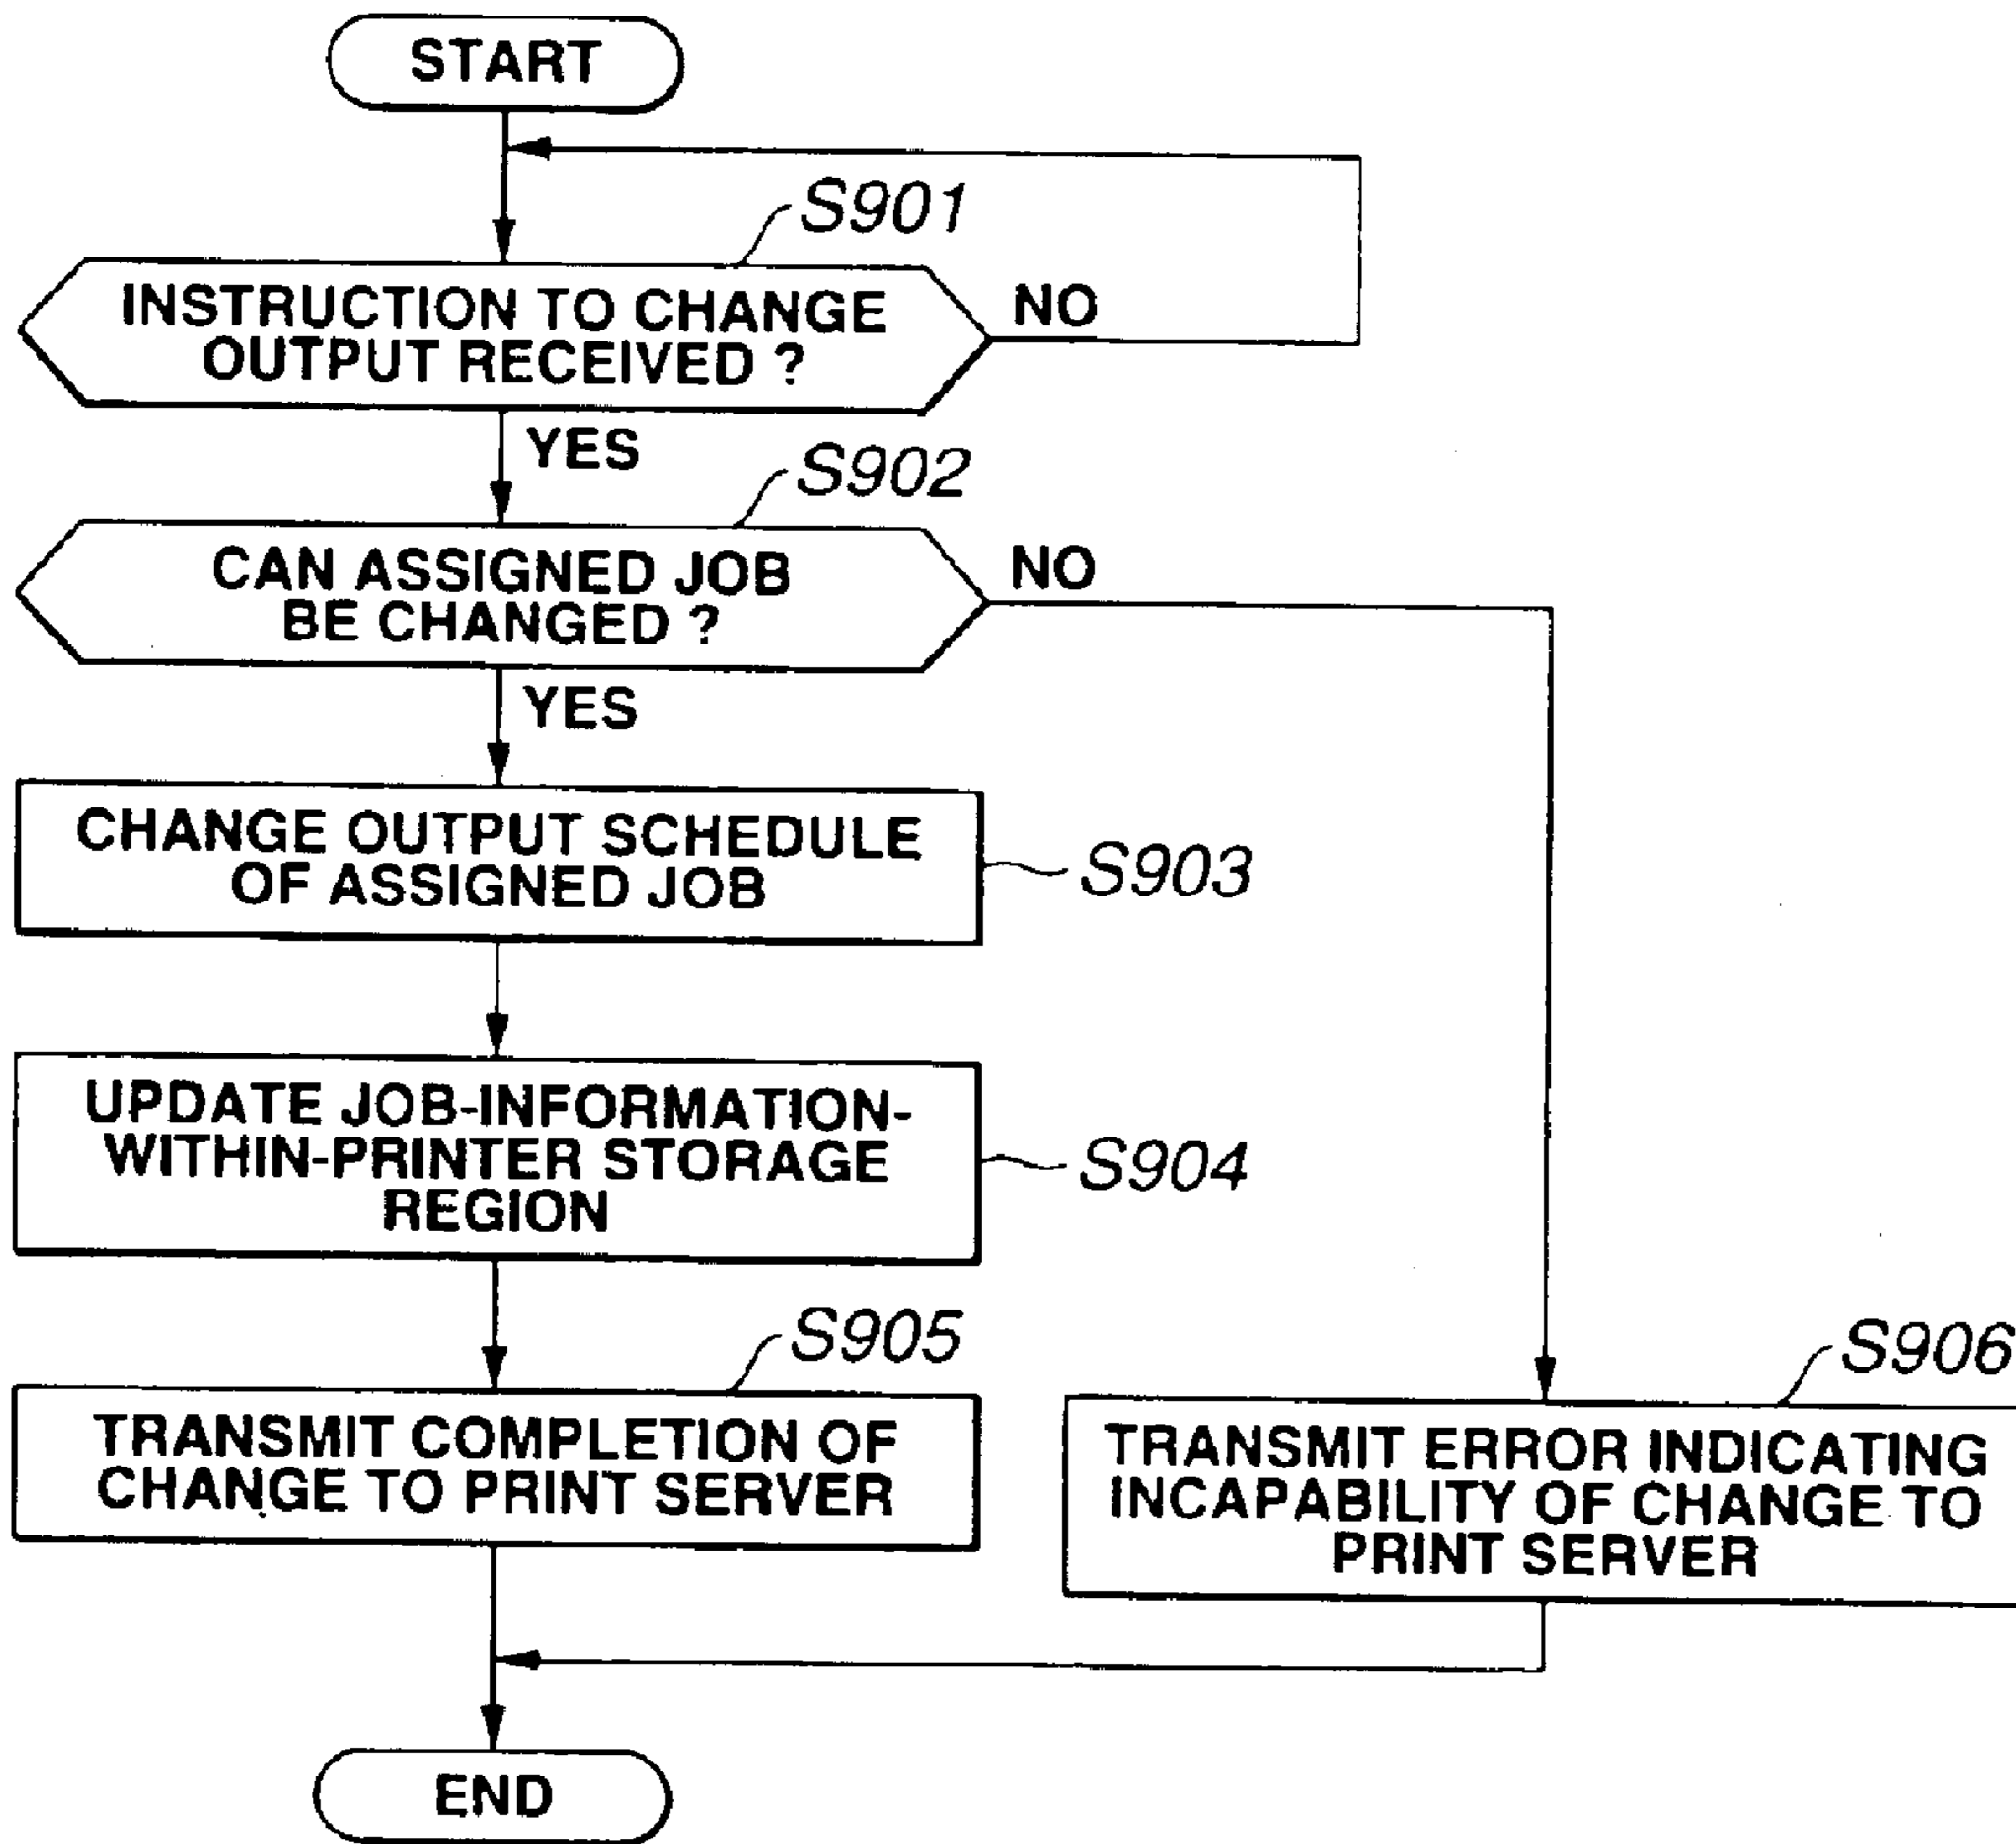 START
S901
INSTRUCTION TO CHANGE
OUTPUT RECEIVED ?
NO
YES
S902
CAN ASSIGNED JOB
BE CHANGED ?
NO
YES
CHANGE OUTPUT SCHEDULE
OF ASSIGNED JOB
S903
UPDATE JOB-INFORMATION-
WITHIN-PRINTER STORAGE
REGION
S904
S905
TRANSMIT COMPLETION OF
CHANGE TO PRINT SERVER
S906
TRANSMIT ERROR INDICATING
INCAPABILITY OF CHANGE TO
PRINT SERVER
END